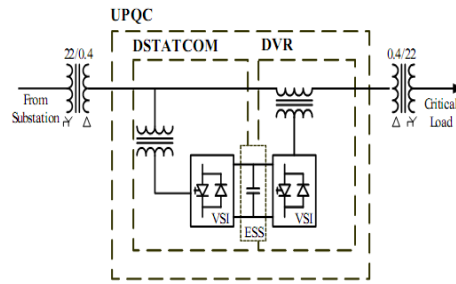 UPQC
DSTATCOM DVR
22/0.4
0.4/22
From
Substation
Critical
Load
Y Δ
Δ Y
VSI
VSI
ESS